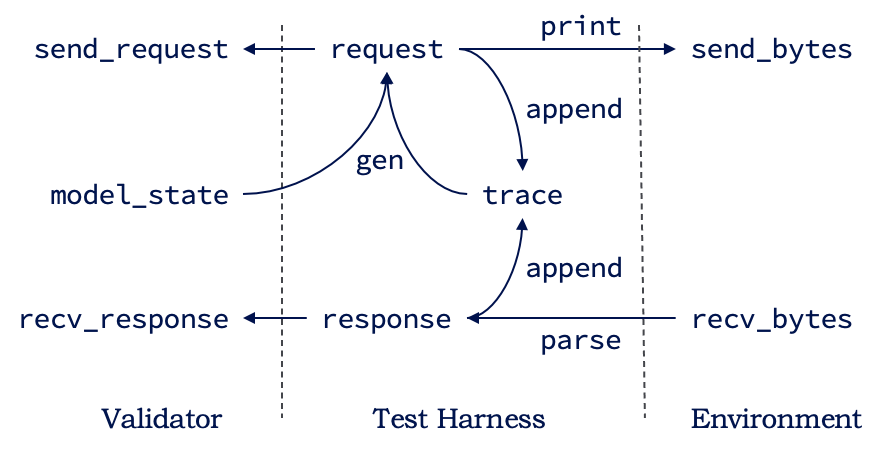 print
send_request request send_bytes
append
gen
model_state trace
append
recv_response response recv_bytes
parse
Validator Test Harness Environment